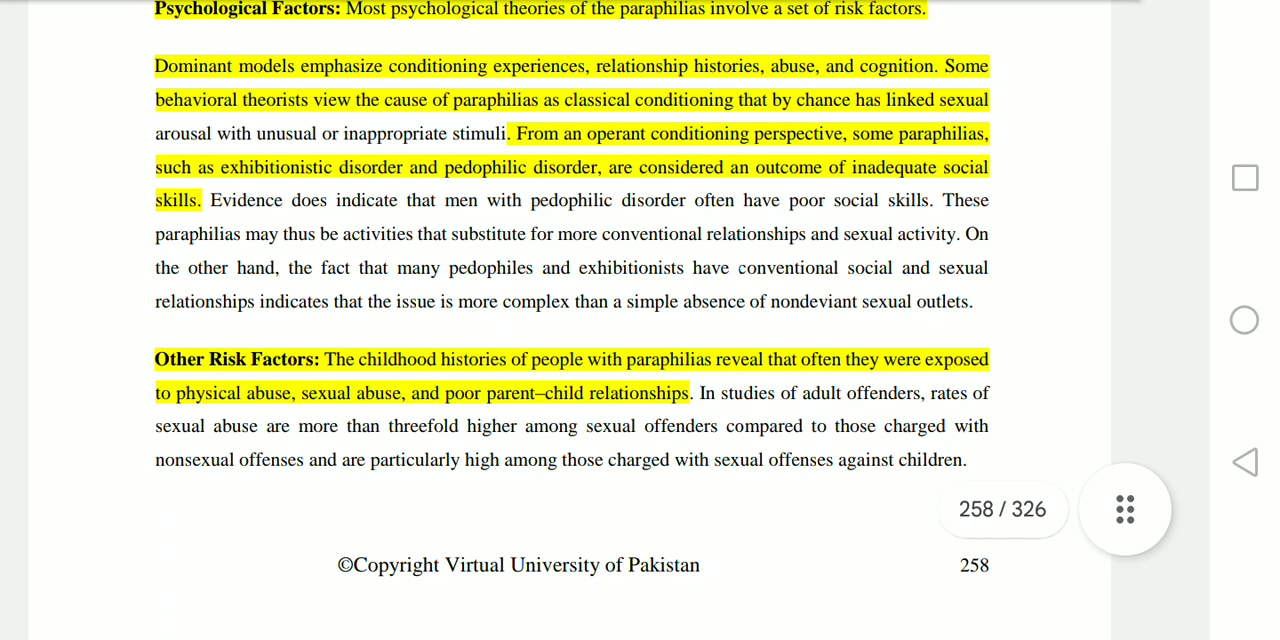 Psychological Factors: Most psychological theories of the paraphilias involve a set of risk factors.
Dominant models emphasize conditioning experiences, relationship histories, abuse, and cognition. Some
behavioral theorists view the cause of paraphilias as classical conditioning that by chance has linked sexual
arousal with unusual or inappropriate stimuli. From an operant conditioning perspective, some paraphilias,
such as exhibitionistic disorder and pedophilic disorder, are considered an outcome of inadequate social
skills. Evidence does indicate that men with pedophilic disorder often have poor social skills. These
paraphilias may thus be activities that substitute for more conventional relationships and sexual activity. On
the other hand, the fact that many pedophiles and exhibitionists have conventional social and sexual
relationships indicates that the issue is more complex than a simple absence of nondeviant sexual outlets.
Other Risk Factors: The childhood histories of people with paraphilias reveal that often they were exposed
to physical abuse, sexual abuse, and poor parent–child relationships. In studies of adult offenders, rates of
sexual abuse are more than threefold higher among sexual offenders compared to those charged with
nonsexual offenses and are particularly high among those charged with sexual offenses against children.
258 / 326
©Copyright Virtual University of Pakistan 258